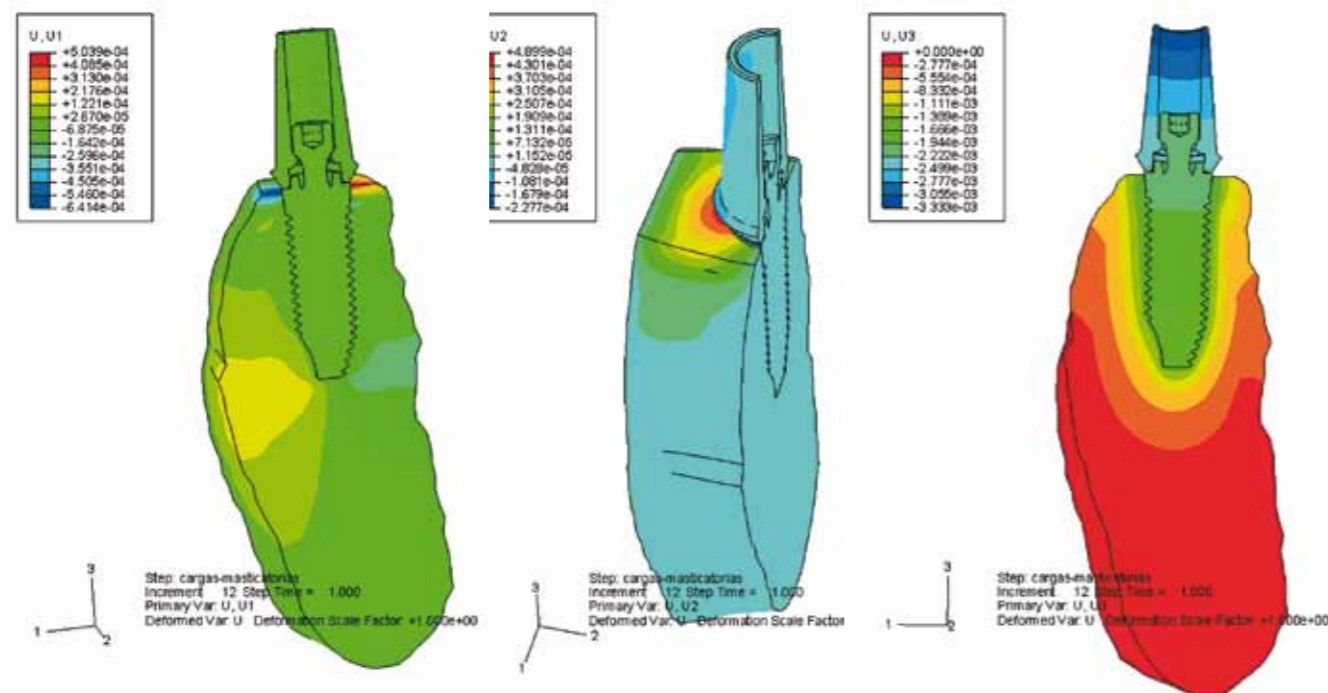 U, U1
+5.039e-04
+4.085e-04
+3.130e-04
+2.176e-04
+1.221e-04
+2.670e-05
-6.875e-05
-1.642e-04
-2.596e-04
-3.551e-04
-4.505e-04
-5.460e-04
-6.414e-04
3
1
2
Step: cargas-masticatorias
Increment 12 Step Time = 1.000
Primary Var: U, U1
Deformed Var: U Deformation Scale Factor: +1.000e+00
U2
+4.899e-04
+4.301e-04
+3.703e-04
+3.105e-04
+2.507e-04
+1.909e-04
+1.311e-04
+7.132e-05
+1.152e-05
-4.828e-05
-1.081e-04
-1.679e-04
-2.277e-04
3
2
1
Step: cargas-masticatorias
Increment 12 Step Time = 1.000
Primary Var: U, U2
Deformed Var: U Deformation Scale Factor
U, U3
+0.000e+00
-2.777e-04
-5.554e-04
-8.332e-04
-1.111e-03
-1.389e-03
-1.666e-03
-1.944e-03
-2.222e-03
-2.499e-03
-2.777e-03
-3.055e-03
-3.333e-03
3
1
2
Step: cargas-masticatorias
Increment 12 Step Time = 1.000
Primary Var: U, U3
Deformed Var: U Deformation Scale Factor: +1.000e+00